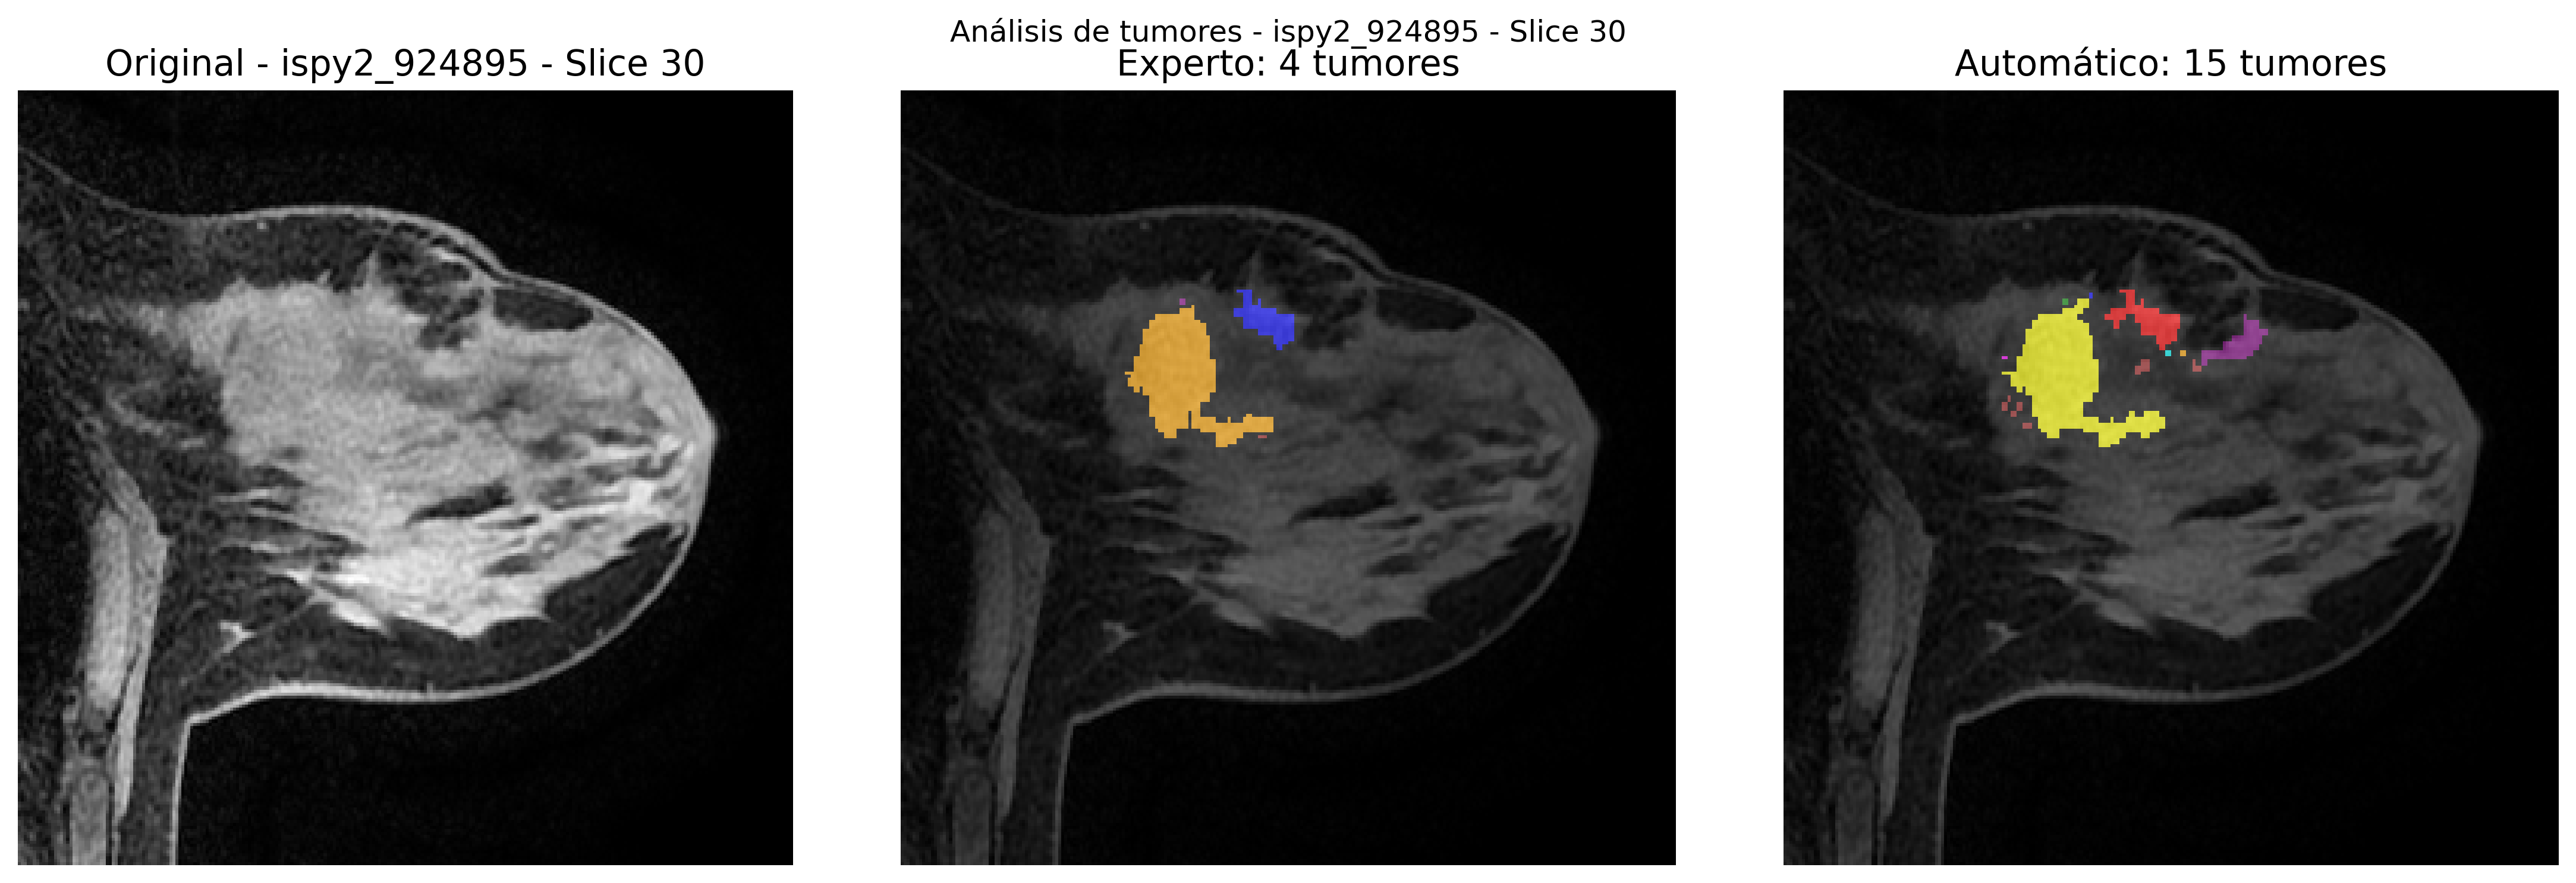 Análisis de tumores - ispy2_924895 - Slice 30
Original - ispy2_924895 - Slice 30
Experto: 4 tumores
Automático: 15 tumores